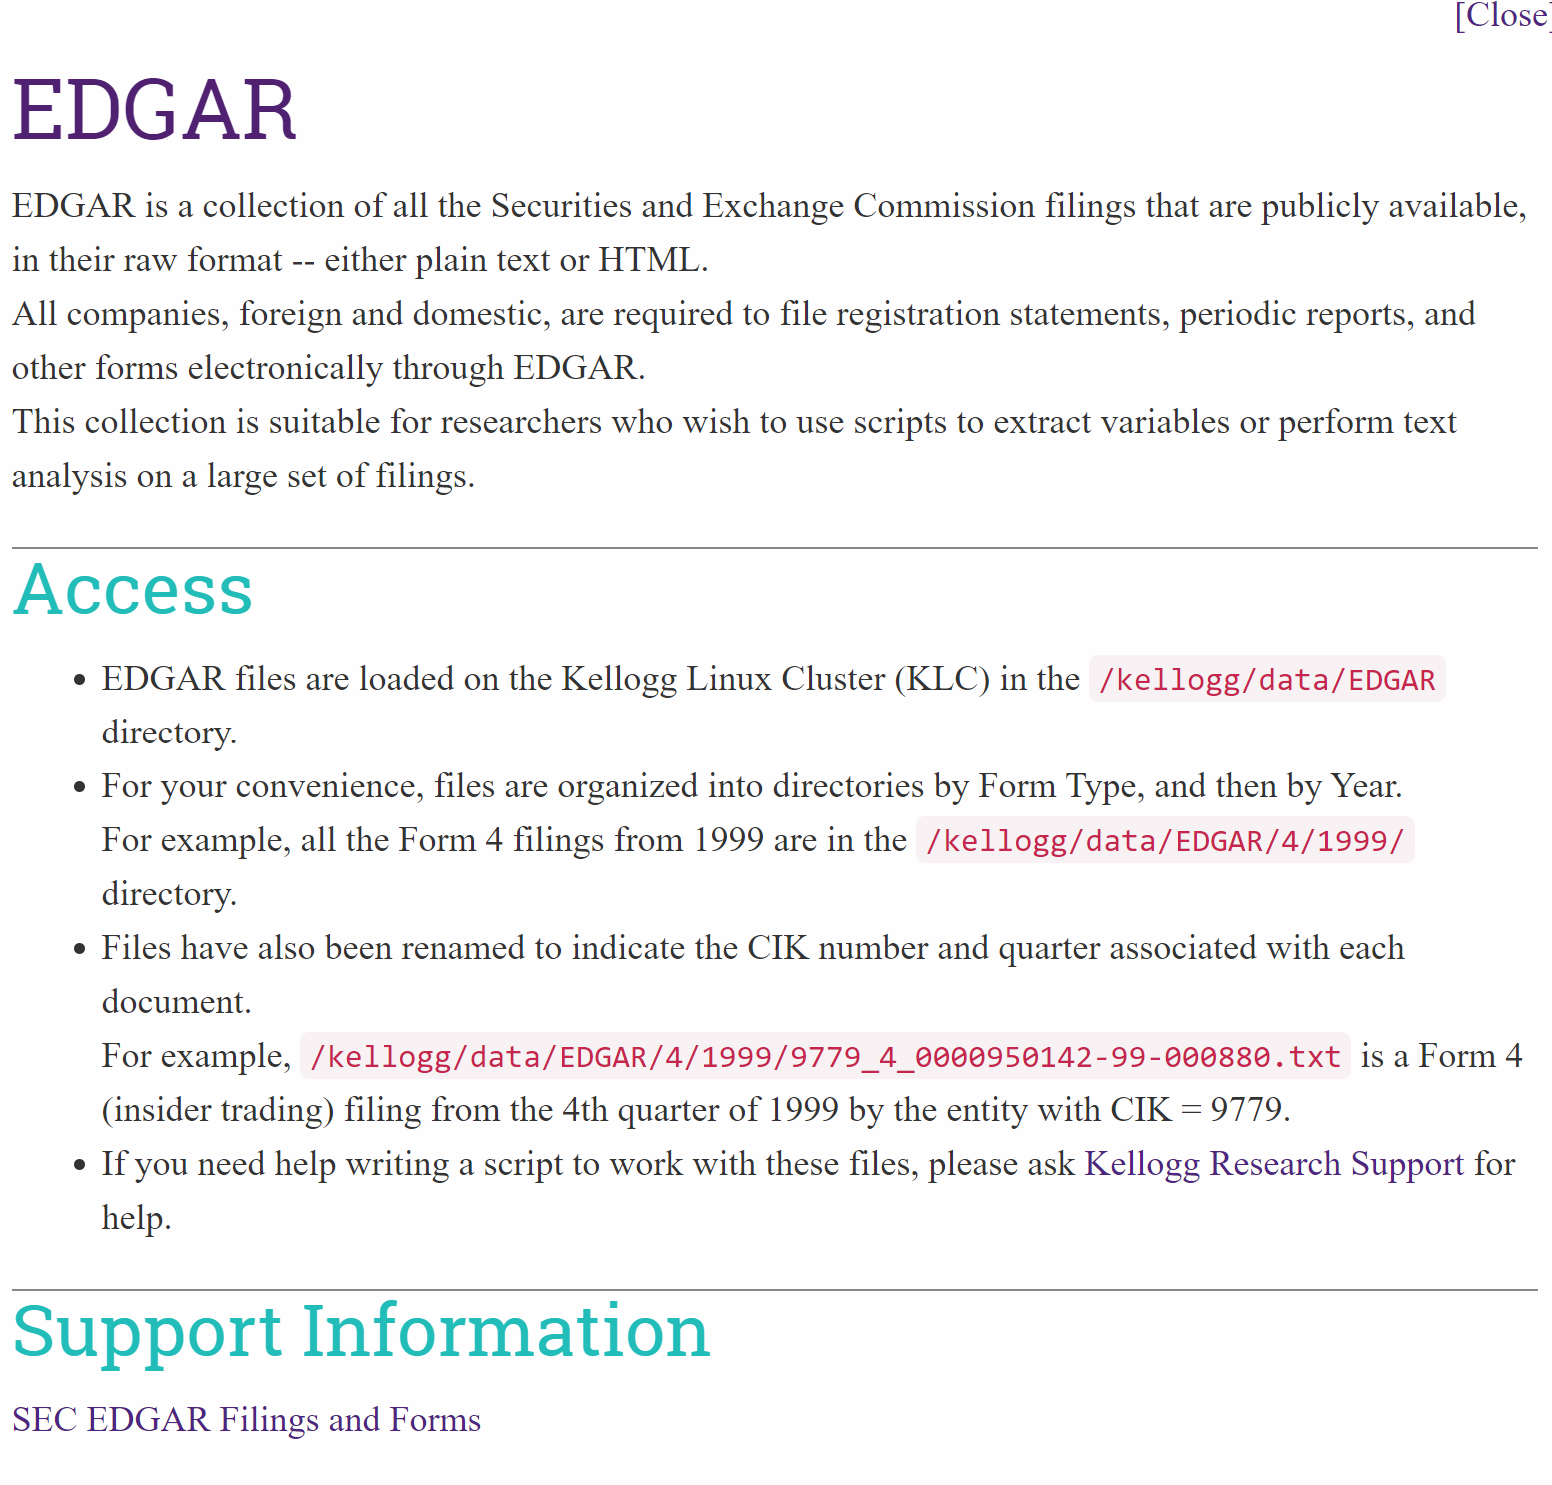 [Close]
EDGAR
EDGAR is a collection of all the Securities and Exchange Commission filings that are publicly available,
in their raw format -- either plain text or HTML.
All companies, foreign and domestic, are required to file registration statements, periodic reports, and
other forms electronically through EDGAR.
This collection is suitable for researchers who wish to use scripts to extract variables or perform text
analysis on a large set of filings.
Access
• EDGAR files are loaded on the Kellogg Linux Cluster (KLC) in the /kellogg/data/EDGAR
directory.
• For your convenience, files are organized into directories by Form Type, and then by Year.
For example, all the Form 4 filings from 1999 are in the /kellogg/data/EDGAR/4/1999/
directory.
• Files have also been renamed to indicate the CIK number and quarter associated with each
document.
For example, /kellogg/data/EDGAR/4/1999/9779_4_0000950142-99-000880.txt is a Form 4
(insider trading) filing from the 4th quarter of 1999 by the entity with CIK = 9779.
• If you need help writing a script to work with these files, please ask Kellogg Research Support for
help.
Support Information
SEC EDGAR Filings and Forms